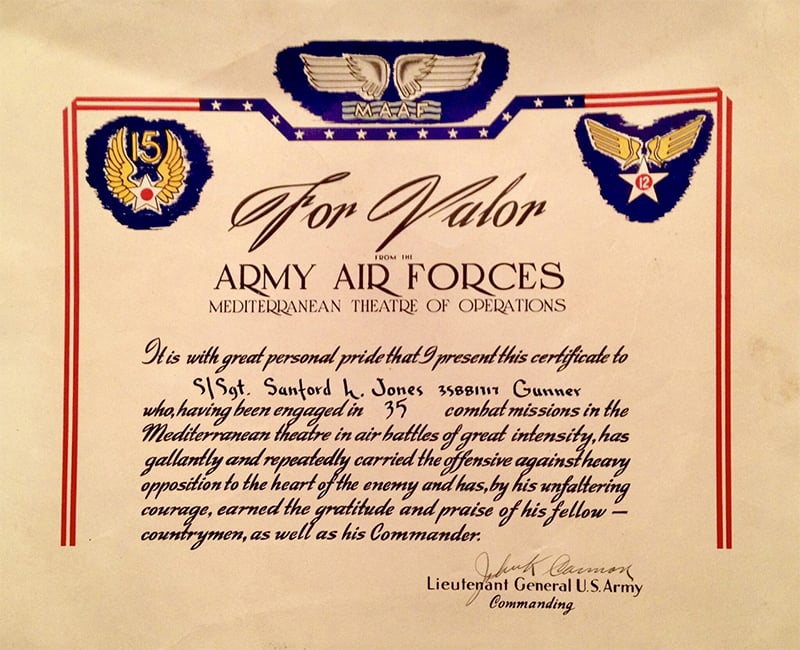 MAAF
15
12
For Valor
FROM THE
ARMY AIR FORCES
MEDITERRANEAN THEATRE OF OPERATIONS
It is with great personal pride that I present this certificate to
S/Sgt. Sanford L. Jones 35881717 Gunner
who, having been engaged in 35 combat missions in the
Mediterranean theatre in air battles of great intensity, has
gallantly and repeatedly carried the offensive against heavy
opposition to the heart of the enemy and has, by his unfaltering
courage, earned the gratitude and praise of his fellow —
countrymen, as well as his Commander.
John K Cannon
Lieutenant General U.S. Army
Commanding